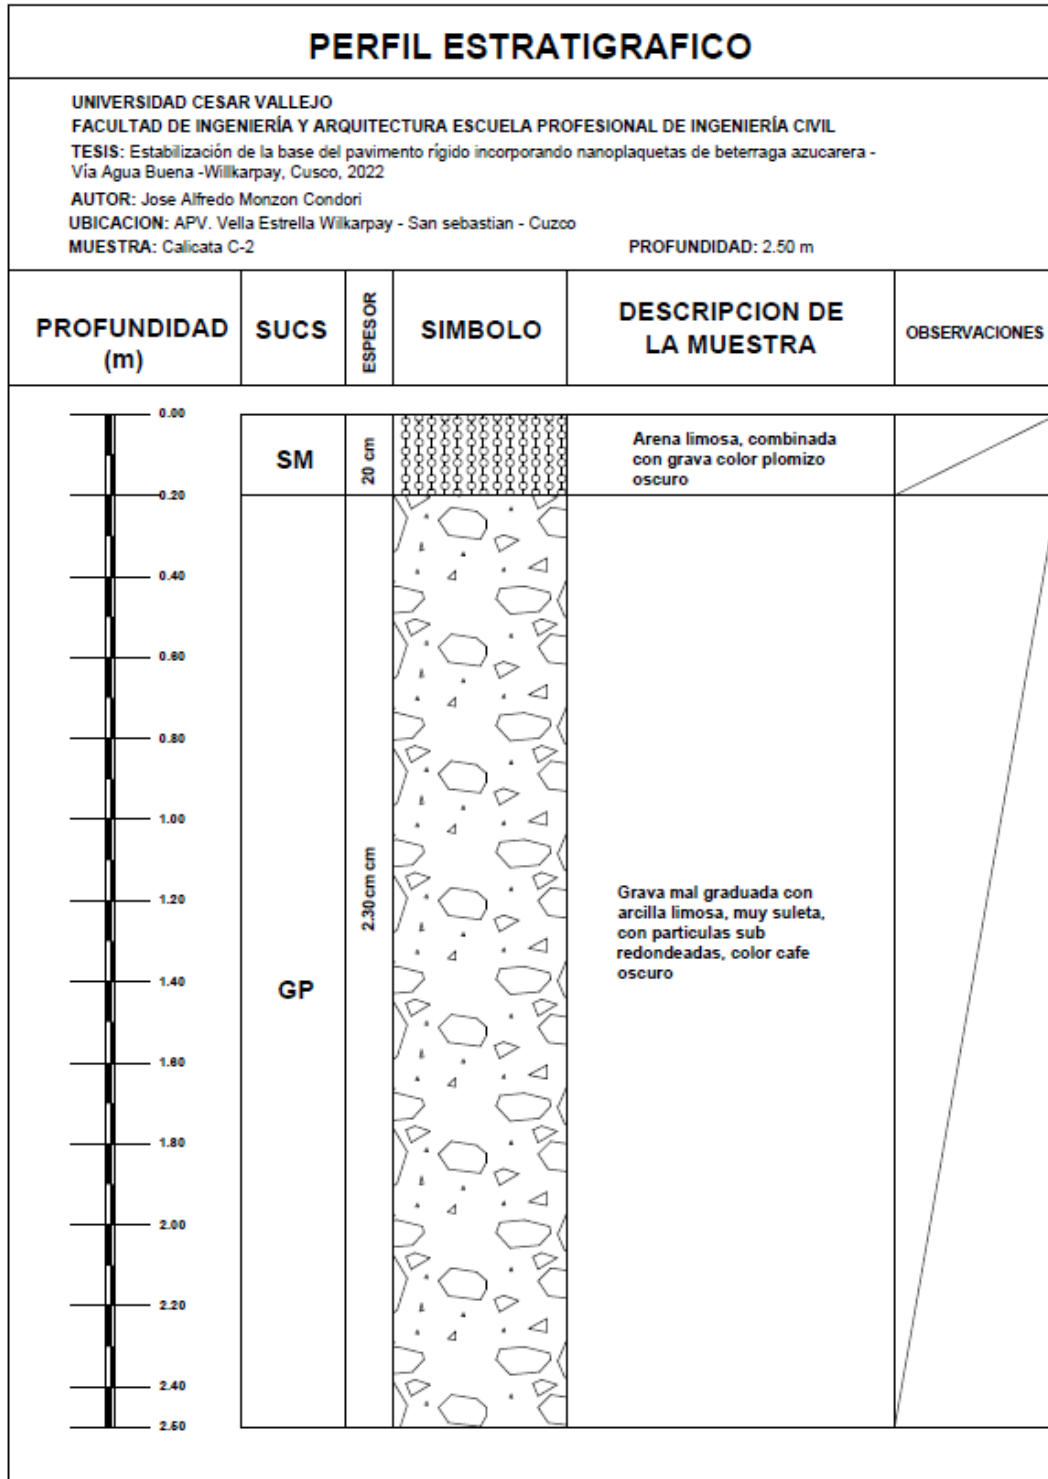 PERFIL ESTRATIGRAFICO
UNIVERSIDAD CESAR VALLEJO
FACULTAD DE INGENIERÍA Y ARQUITECTURA ESCUELA PROFESIONAL DE INGENIERÍA CIVIL
TESIS: Estabilización de la base del pavimento rígido incorporando nanoplaquetas de beterraga azucarera -
Vía Agua Buena -Willkarpay, Cusco, 2022
AUTOR: Jose Alfredo Monzon Condori
UBICACION: APV. Vella Estrella Wilkarpay - San sebastian - Cuzco
MUESTRA: Calicata C-2 PROFUNDIDAD: 2.50 m
PROFUNDIDAD
(m)
SUCS
ESPESOR
SIMBOLO
DESCRIPCION DE
LA MUESTRA
OBSERVACIONES
0.00
SM
20 cm
Arena limosa, combinada
con grava color plomizo
oscuro
0.20
0.40
0.60
0.80
1.00
1.20
1.40
1.60
1.80
2.00
2.20
2.40
2.50
GP
2.30 cm cm
Grava mal graduada con
arcilla limosa, muy suleta,
con particulas sub
redondeadas, color cafe
oscuro